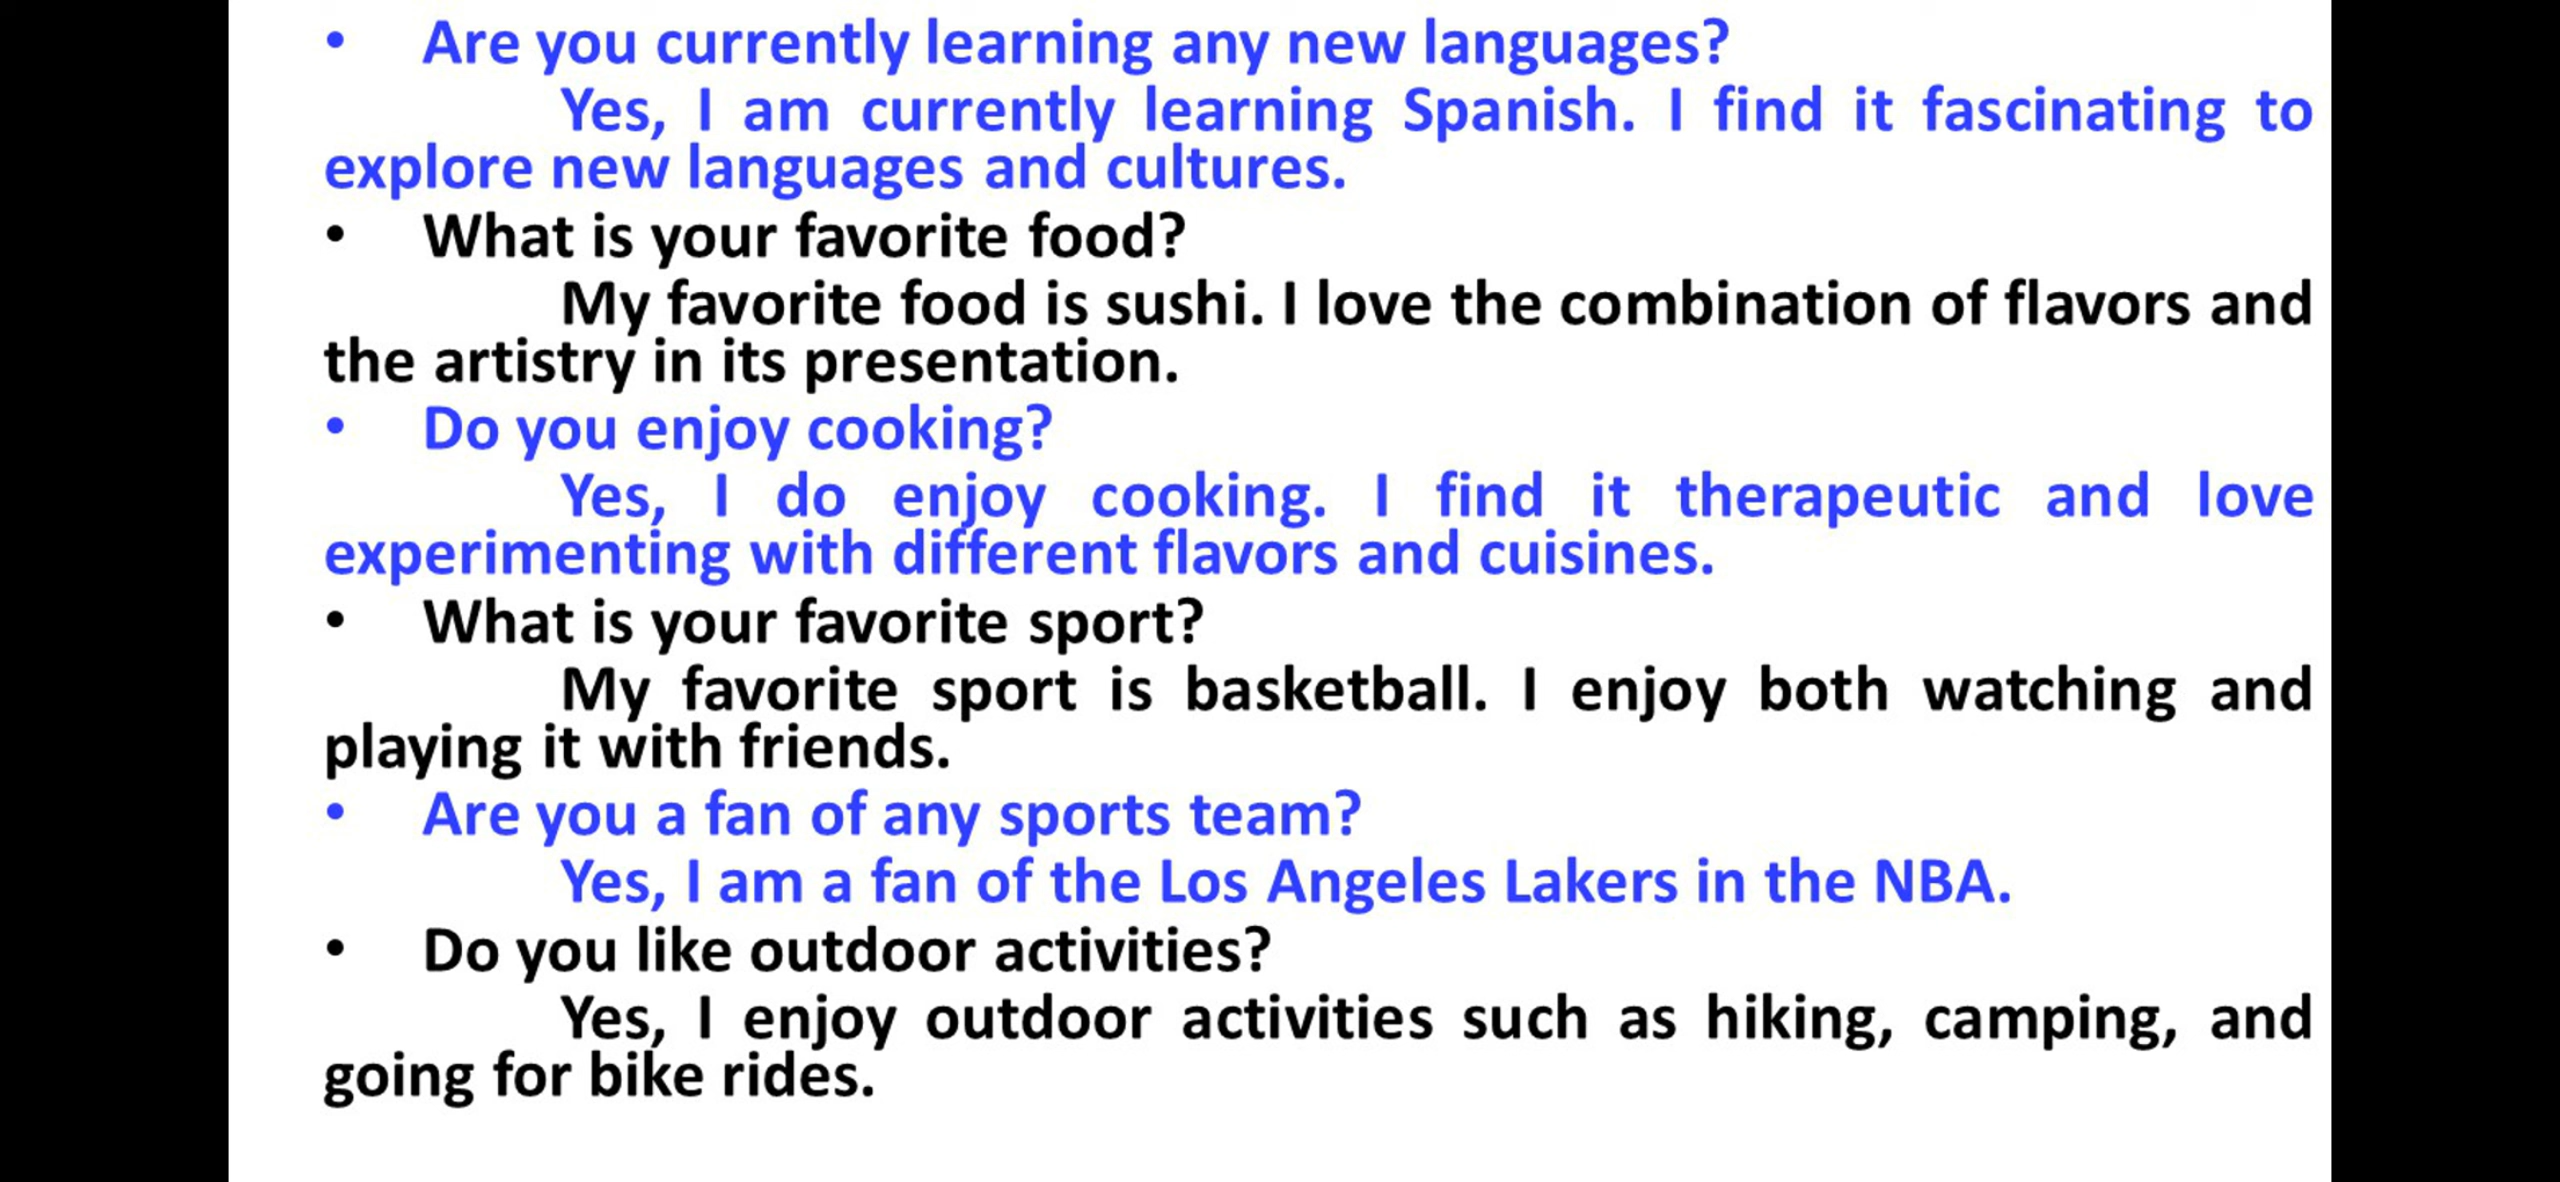 • Are you currently learning any new languages?
Yes, I am currently learning Spanish. I find it fascinating to
explore new languages and cultures.
• What is your favorite food?
My favorite food is sushi. I love the combination of flavors and
the artistry in its presentation.
• Do you enjoy cooking?
Yes, I do enjoy cooking. I find it therapeutic and love
experimenting with different flavors and cuisines.
• What is your favorite sport?
My favorite sport is basketball. I enjoy both watching and
playing it with friends.
• Are you a fan of any sports team?
Yes, I am a fan of the Los Angeles Lakers in the NBA.
• Do you like outdoor activities?
Yes, I enjoy outdoor activities such as hiking, camping, and
going for bike rides.